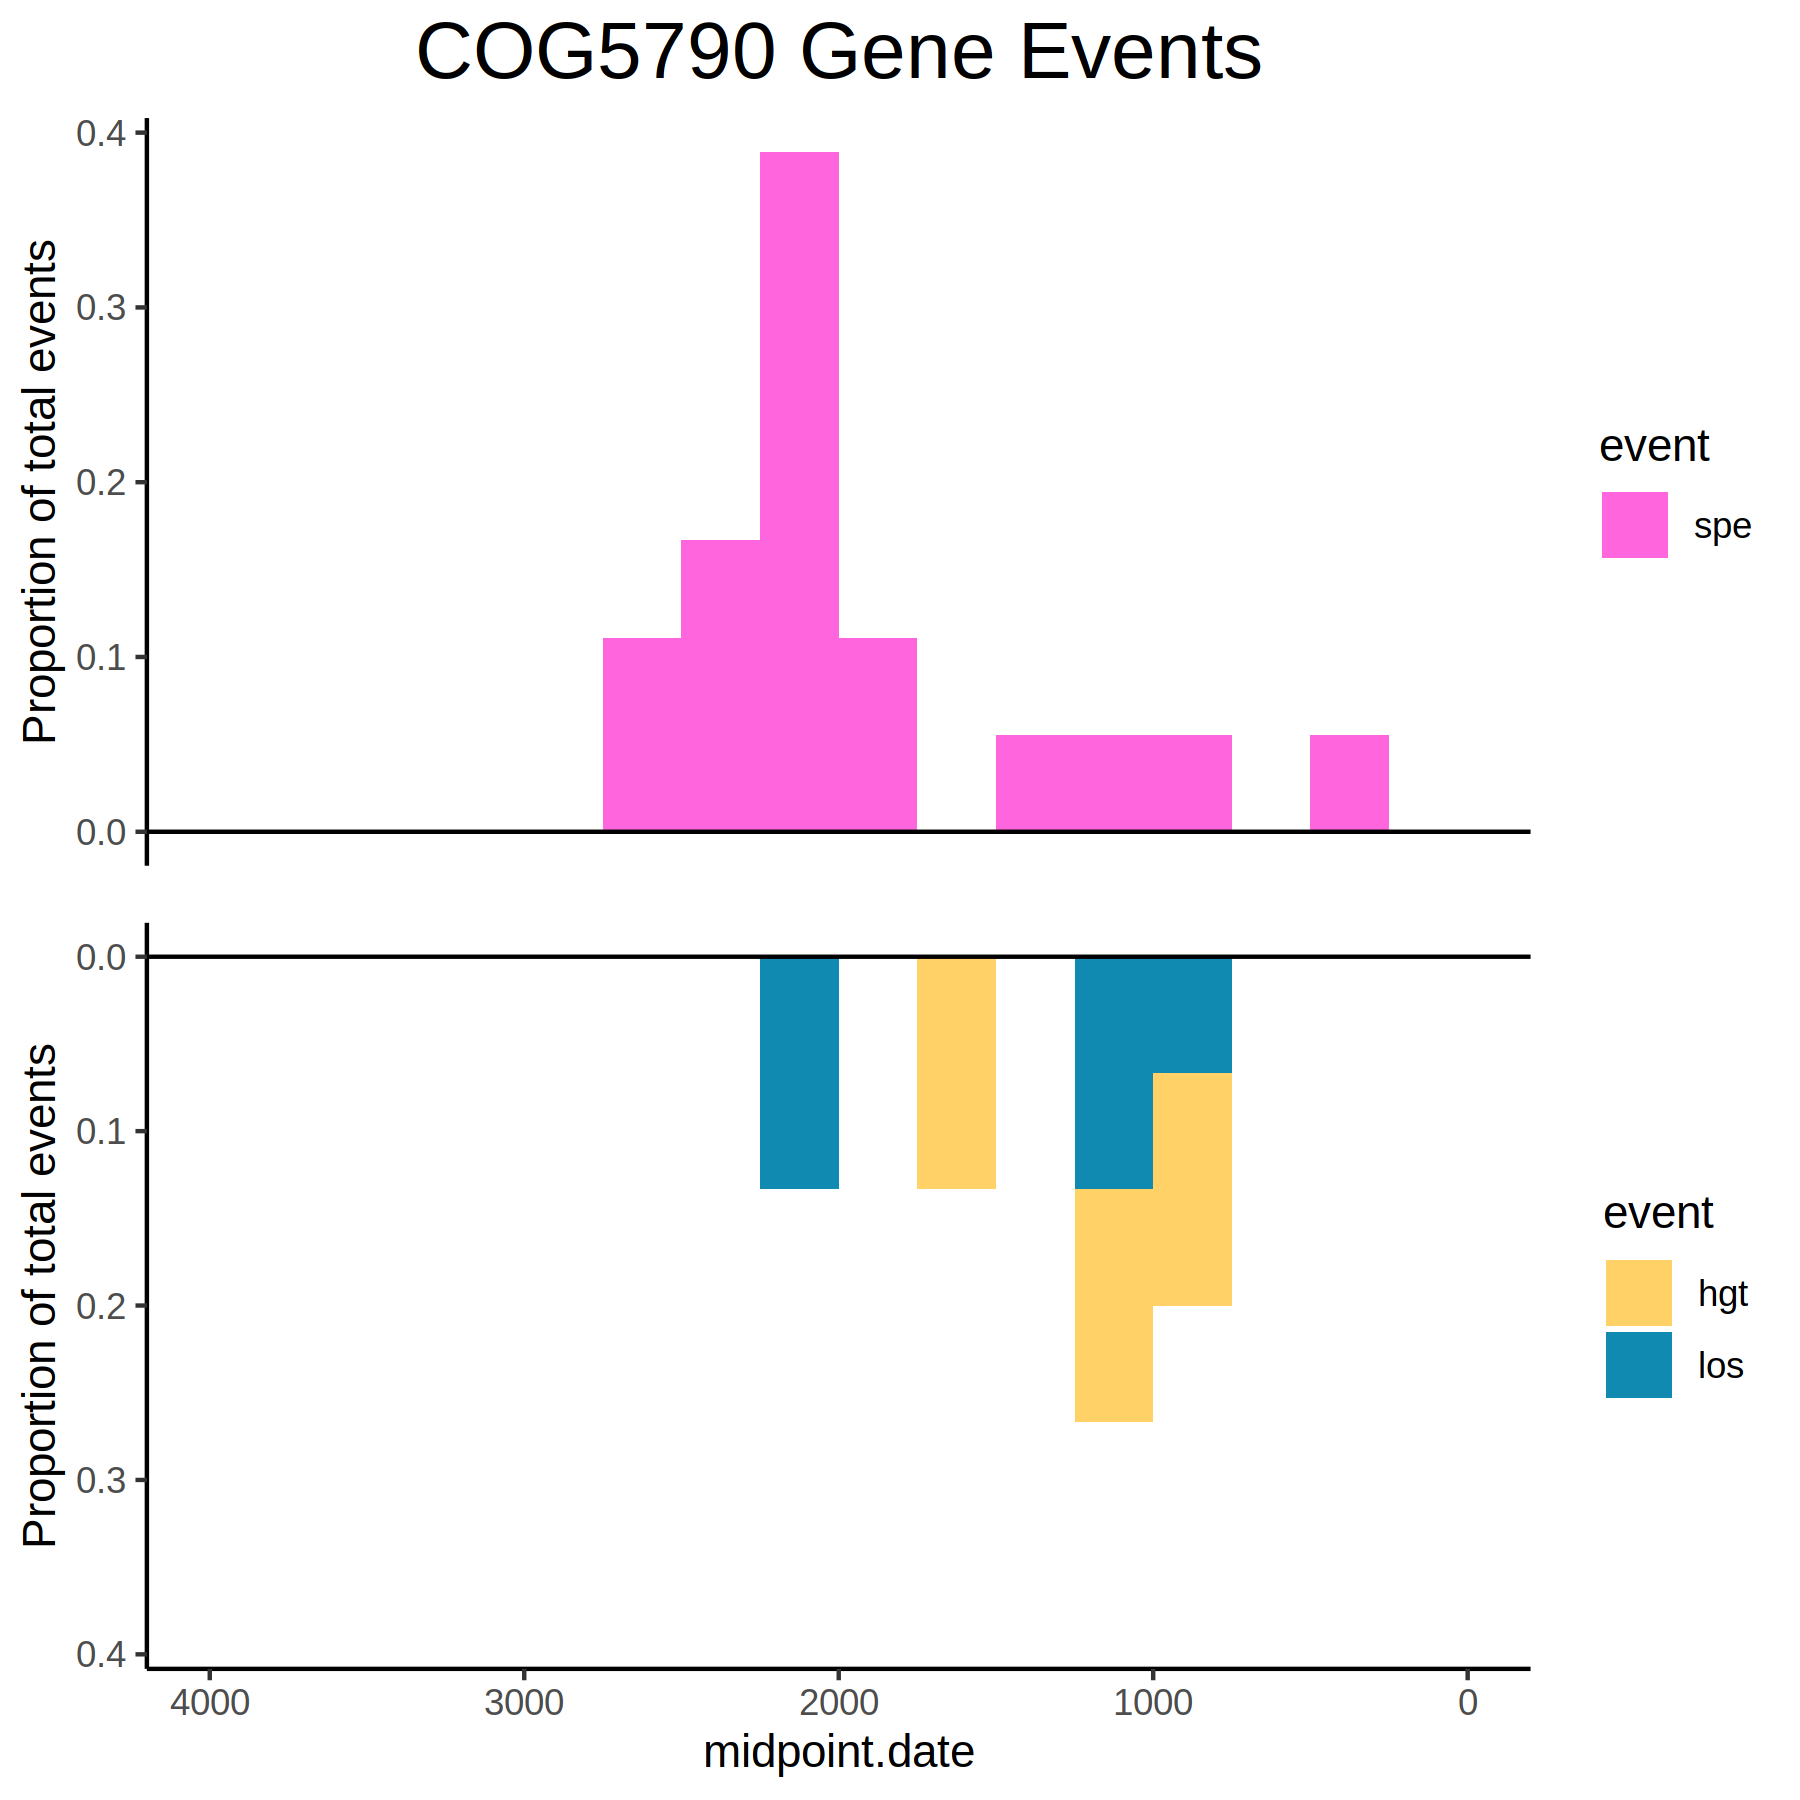 COG5790 Gene Events
Proportion of total events
0.4
0.3
0.2
0.1
0.0
event
spe
Proportion of total events
0.0
0.1
0.2
0.3
0.4
event
hgt
los
4000 3000 2000 1000 0
midpoint.date